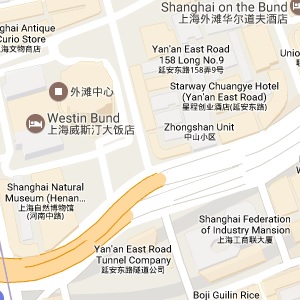 Shanghai on the Bund
上海外滩华尔道夫酒店
Antique
Curio Store
上海文物商店
Yan'an East Road
158 Long No.9
延安东路158弄9号
外滩中心
Starway Chuangye Hotel
(Yan'an East Road)
星程创业酒店(延安东路)
Westin Bund
上海威斯汀大饭店
Zhongshan Unit
中山小区
Shanghai Natural
Museum
(Henan...
上海自然博物馆
(河南中路)
Shanghai Federation
of Industry Mansion
上海工商联大厦
Yan'an East Road
Tunnel Company
延安东路隧道公司
Boji Guilin Rice